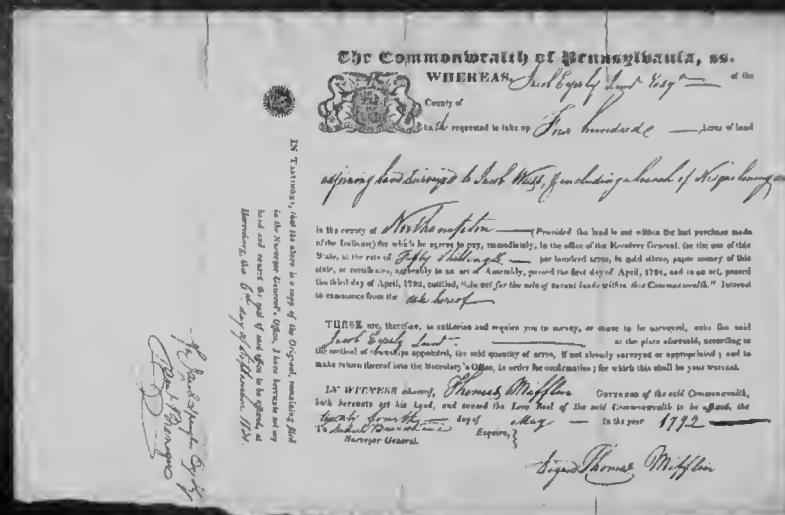 The Commonwealth of Pennsylvania, ss.
WHEREAS, Jacob Eyerly Junr Esqr — of the
County of
hath requested to take up Four hundred — Acres of land
adjoining land surveyed to Jacob Weiss, & including a branch of
in the county of Northampton — (Provided the land is not within the last purchase made
of the Indians) for which he agrees to pay, immediately, in the office of the Receiver General, for the use of this
State, at the rate of Fifty Shillings — per hundred acres, in gold silver, paper money of this
state, or certificates, agreeably to an act of Assembly, passed the first day of April, 1784, and to an act, passed
the third day of April, 1792, entitled, "An act for the sale of vacant lands within this Commonwealth." Interest
to commence from the date hereof
THESE are, therefore, to authorise and require you to survey, or cause to be surveyed, unto the said
Jacob Eyerly Junr — at the place aforesaid, according to
the method of townships appointed, the said quantity of acres, if not already surveyed or appropriated; and to
make return thereof into the Secretary's Office, in order for confirmation; for which this shall be your warrant.
IN WITNESS whereof, Thomas Mifflin Governor of the said Commonwealth,
hath hereunto set his hand, and caused the Less Seal of the said Commonwealth to be affixed, the
twenty fourth day of May — in the year 1792 —
To Esquire,}
Surveyor General.
Signed Thomas Mifflin
IN TESTIMONY, that the above is a copy of the Original, remaining filed
in the Surveyor General's Office, I have hereunto set my
hand and caused the seal of said office to be affixed, at
Harrisburg, the 6th day of September